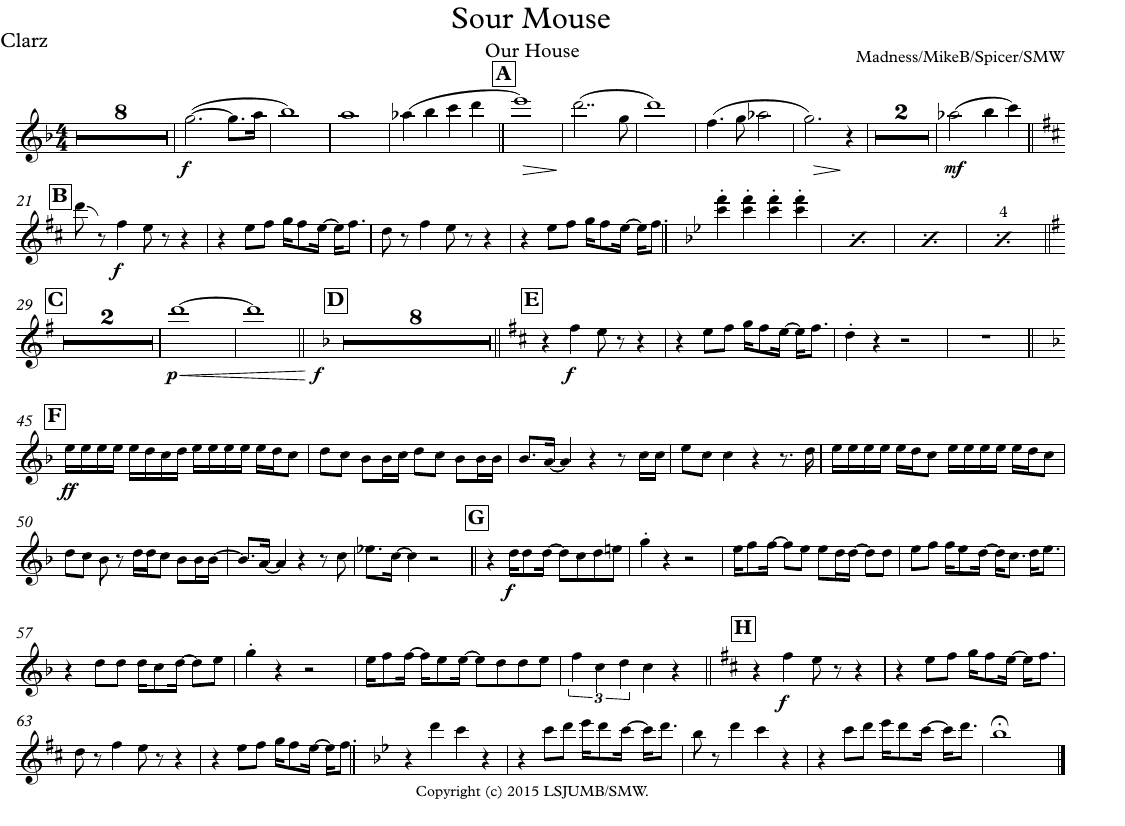 Sour Mouse
Clarz
Our House
Madness/MikeB/Spicer/SMW
A
8
2
f
mf
21
B
4
f
29
C
2
D
8
E
p
f
f
45
F
ff
50
G
f
57
H
3
f
63
Copyright (c) 2015 LSJUMB/SMW.